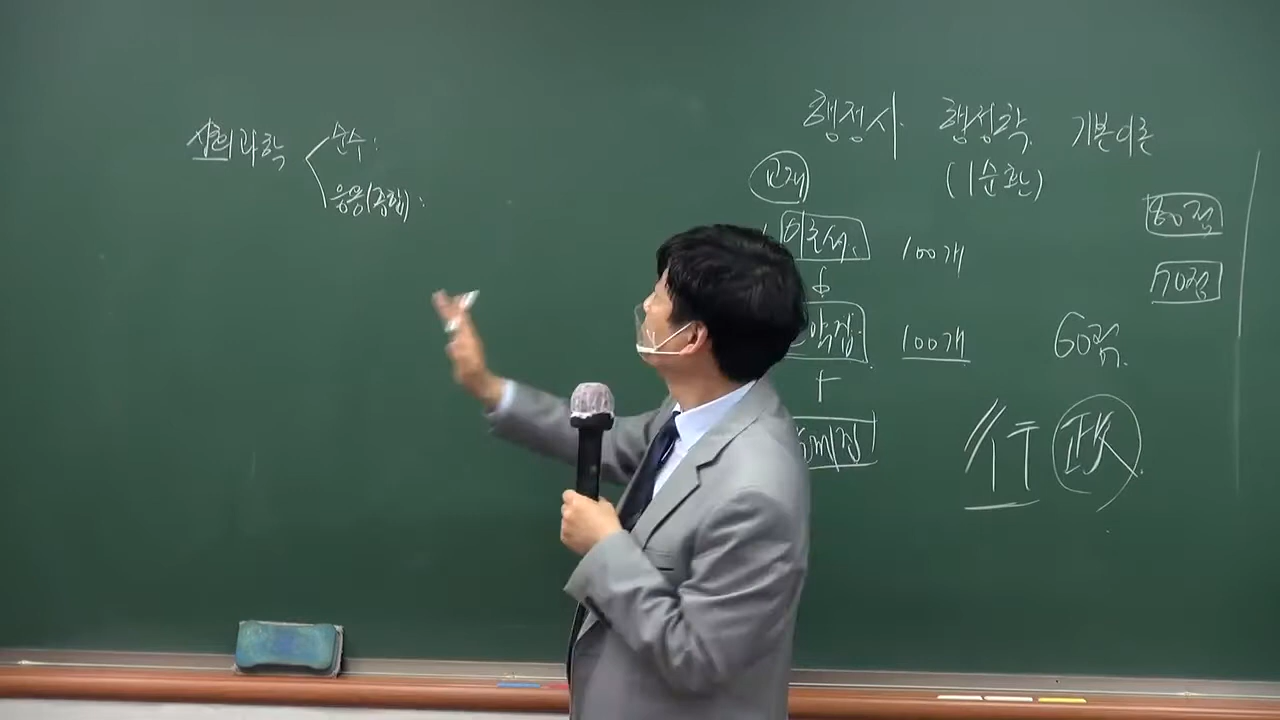 사회과학
순수:
응용(종합):
행정사 행정학 기본이론
(1순환)
교재
80점
70점
100개
100개
60점
行政